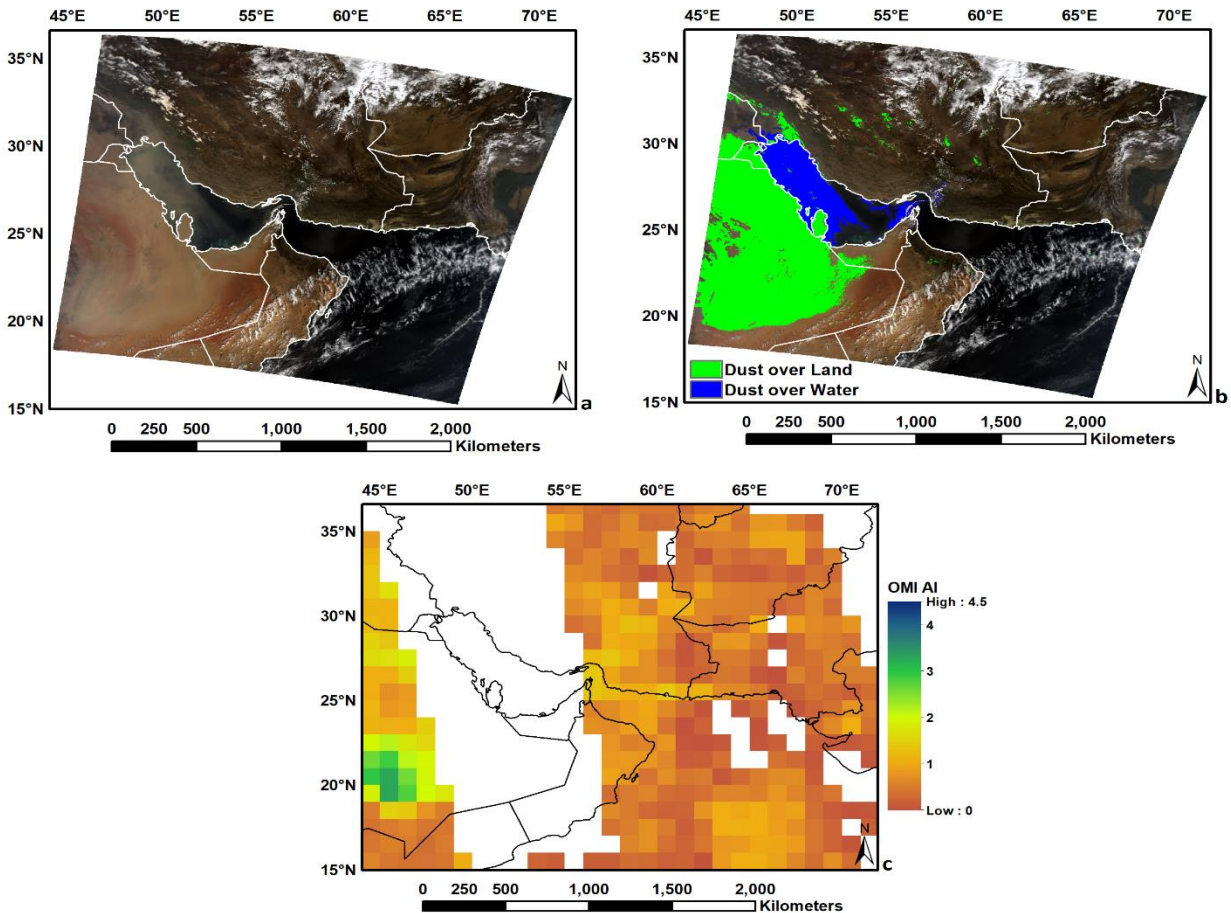 45°E 50°E 55°E 60°E 65°E 70°E
35°N
30°N
25°N
20°N
15°N
N
a
0 250 500 1,000 1,500 2,000
Kilometers
45°E 50°E 55°E 60°E 65°E 70°E
35°N
30°N
25°N
20°N
15°N
Dust over Land
Dust over Water
N
b
0 250 500 1,000 1,500 2,000
Kilometers
45°E 50°E 55°E 60°E 65°E 70°E
35°N
30°N
25°N
20°N
15°N
OMI AI
High : 4.5
4
3
2
1
Low : 0
N
c
0 250 500 1,000 1,500 2,000
Kilometers